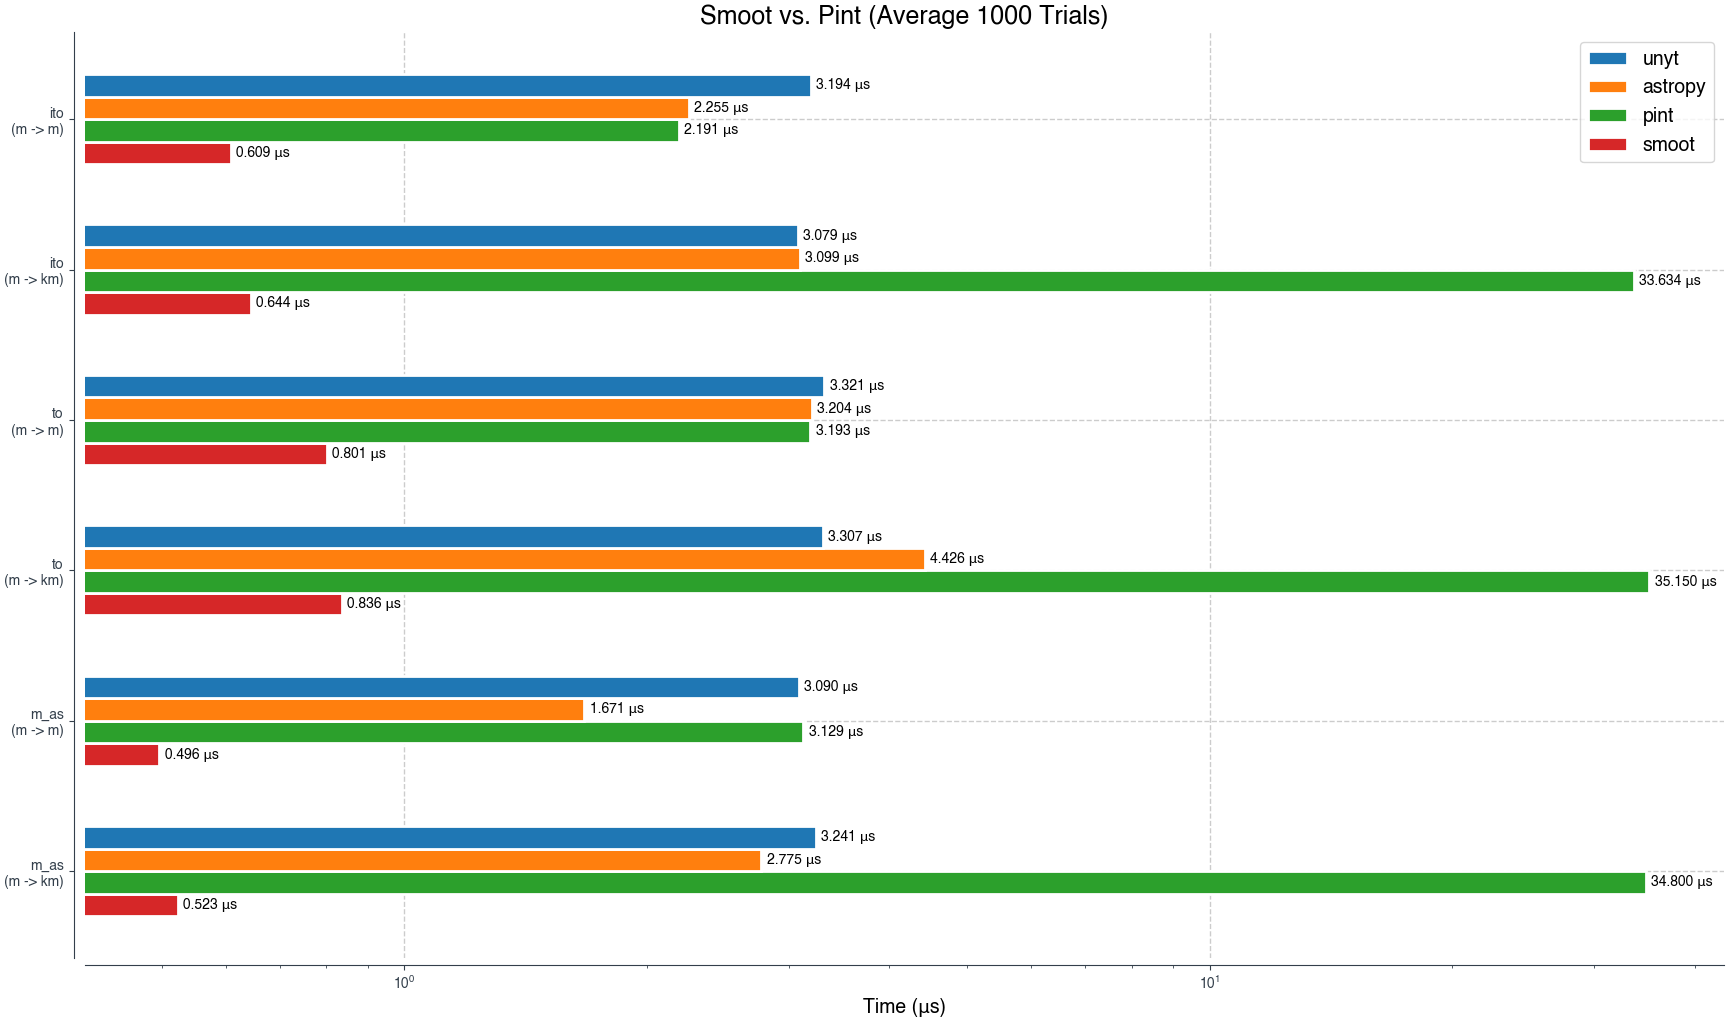 Smoot vs. Pint (Average 1000 Trials)
unyt
astropy
pint
smoot
ito
(m -> m)
3.194 µs
2.255 µs
2.191 µs
0.609 µs
ito
(m -> km)
3.079 µs
3.099 µs
33.634 µs
0.644 µs
to
(m -> m)
3.321 µs
3.204 µs
3.193 µs
0.801 µs
to
(m -> km)
3.307 µs
4.426 µs
35.150 µs
0.836 µs
m_as
(m -> m)
3.090 µs
1.671 µs
3.129 µs
0.496 µs
m_as
(m -> km)
3.241 µs
2.775 µs
34.800 µs
0.523 µs
10⁰ 10¹
Time (µs)